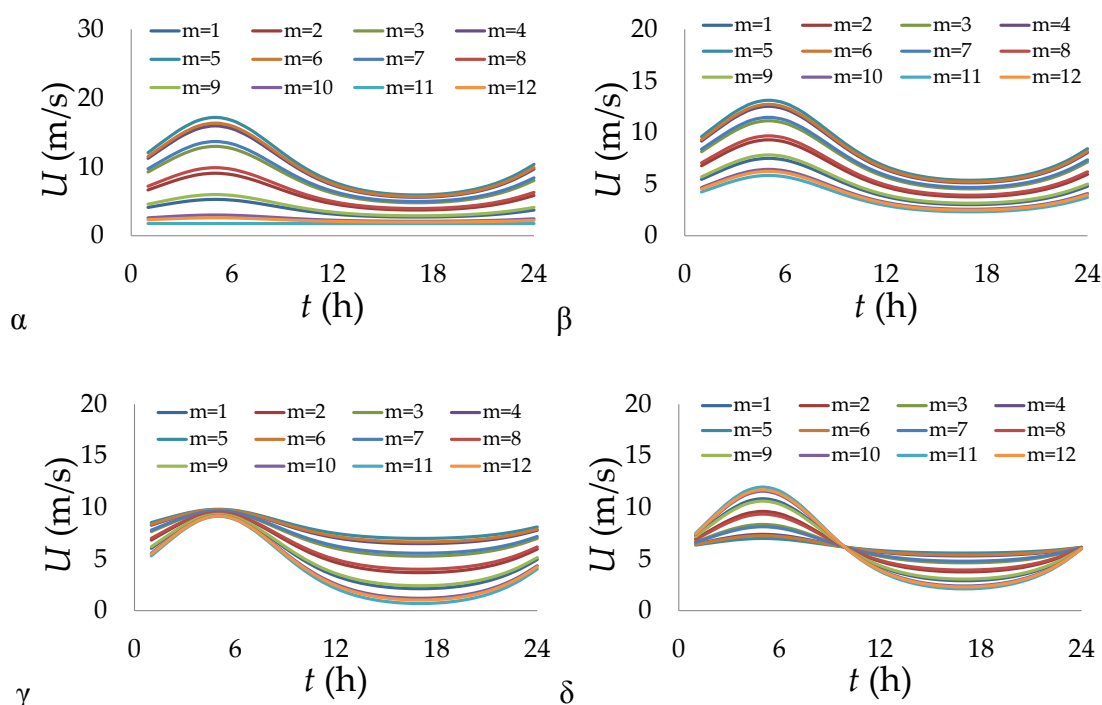 30
20
m=1 m=2 m=3 m=4
m=1 m=2 m=3 m=4
m=5 m=6 m=7 m=8
m=5 m=6 m=7 m=8
20
15
m=9 m=10 m=11 m=12
m=9 m=10 m=11 m=12
U (m/s)
U (m/s)
10
10
5
0
0
0 6 12 18 24
0 6 12 18 24
t (h)
t (h)
α
β
20
20
m=1 m=2 m=3 m=4
m=1 m=2 m=3 m=4
m=5 m=6 m=7 m=8
m=5 m=6 m=7 m=8
15
15
m=9 m=10 m=11 m=12
m=9 m=10 m=11 m=12
U (m/s)
U (m/s)
10
10
5
5
0
0
0 6 12 18 24
0 6 12 18 24
t (h)
t (h)
γ
δ